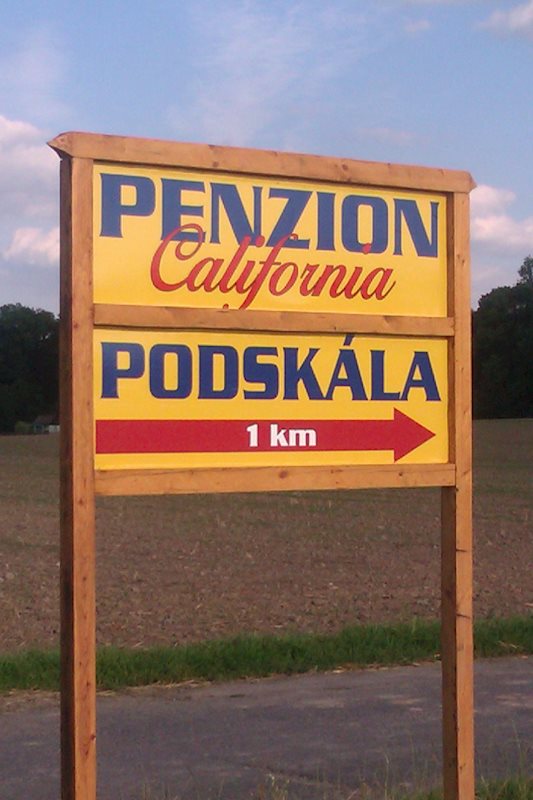 PENZION
California
PODSKÁLA
1 km